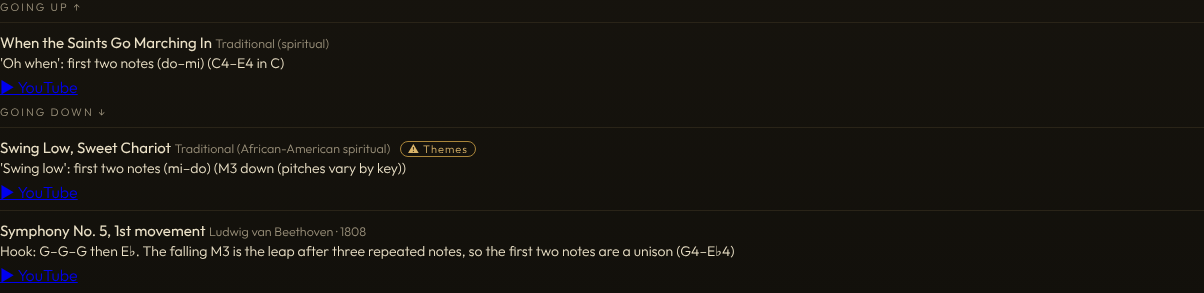 GOING UP ↑
When the Saints Go Marching In Traditional (spiritual)
'Oh when': first two notes (do–mi) (C4–E4 in C)
▶ YouTube
GOING DOWN ↓
Swing Low, Sweet Chariot Traditional (African-American spiritual) ⚠ Themes
'Swing low': first two notes (mi–do) (M3 down (pitches vary by key))
▶ YouTube
Symphony No. 5, 1st movement Ludwig van Beethoven · 1808
Hook: G–G–G then E♭. The falling M3 is the leap after three repeated notes, so the first two notes are a unison (G4–E♭4)
▶ YouTube